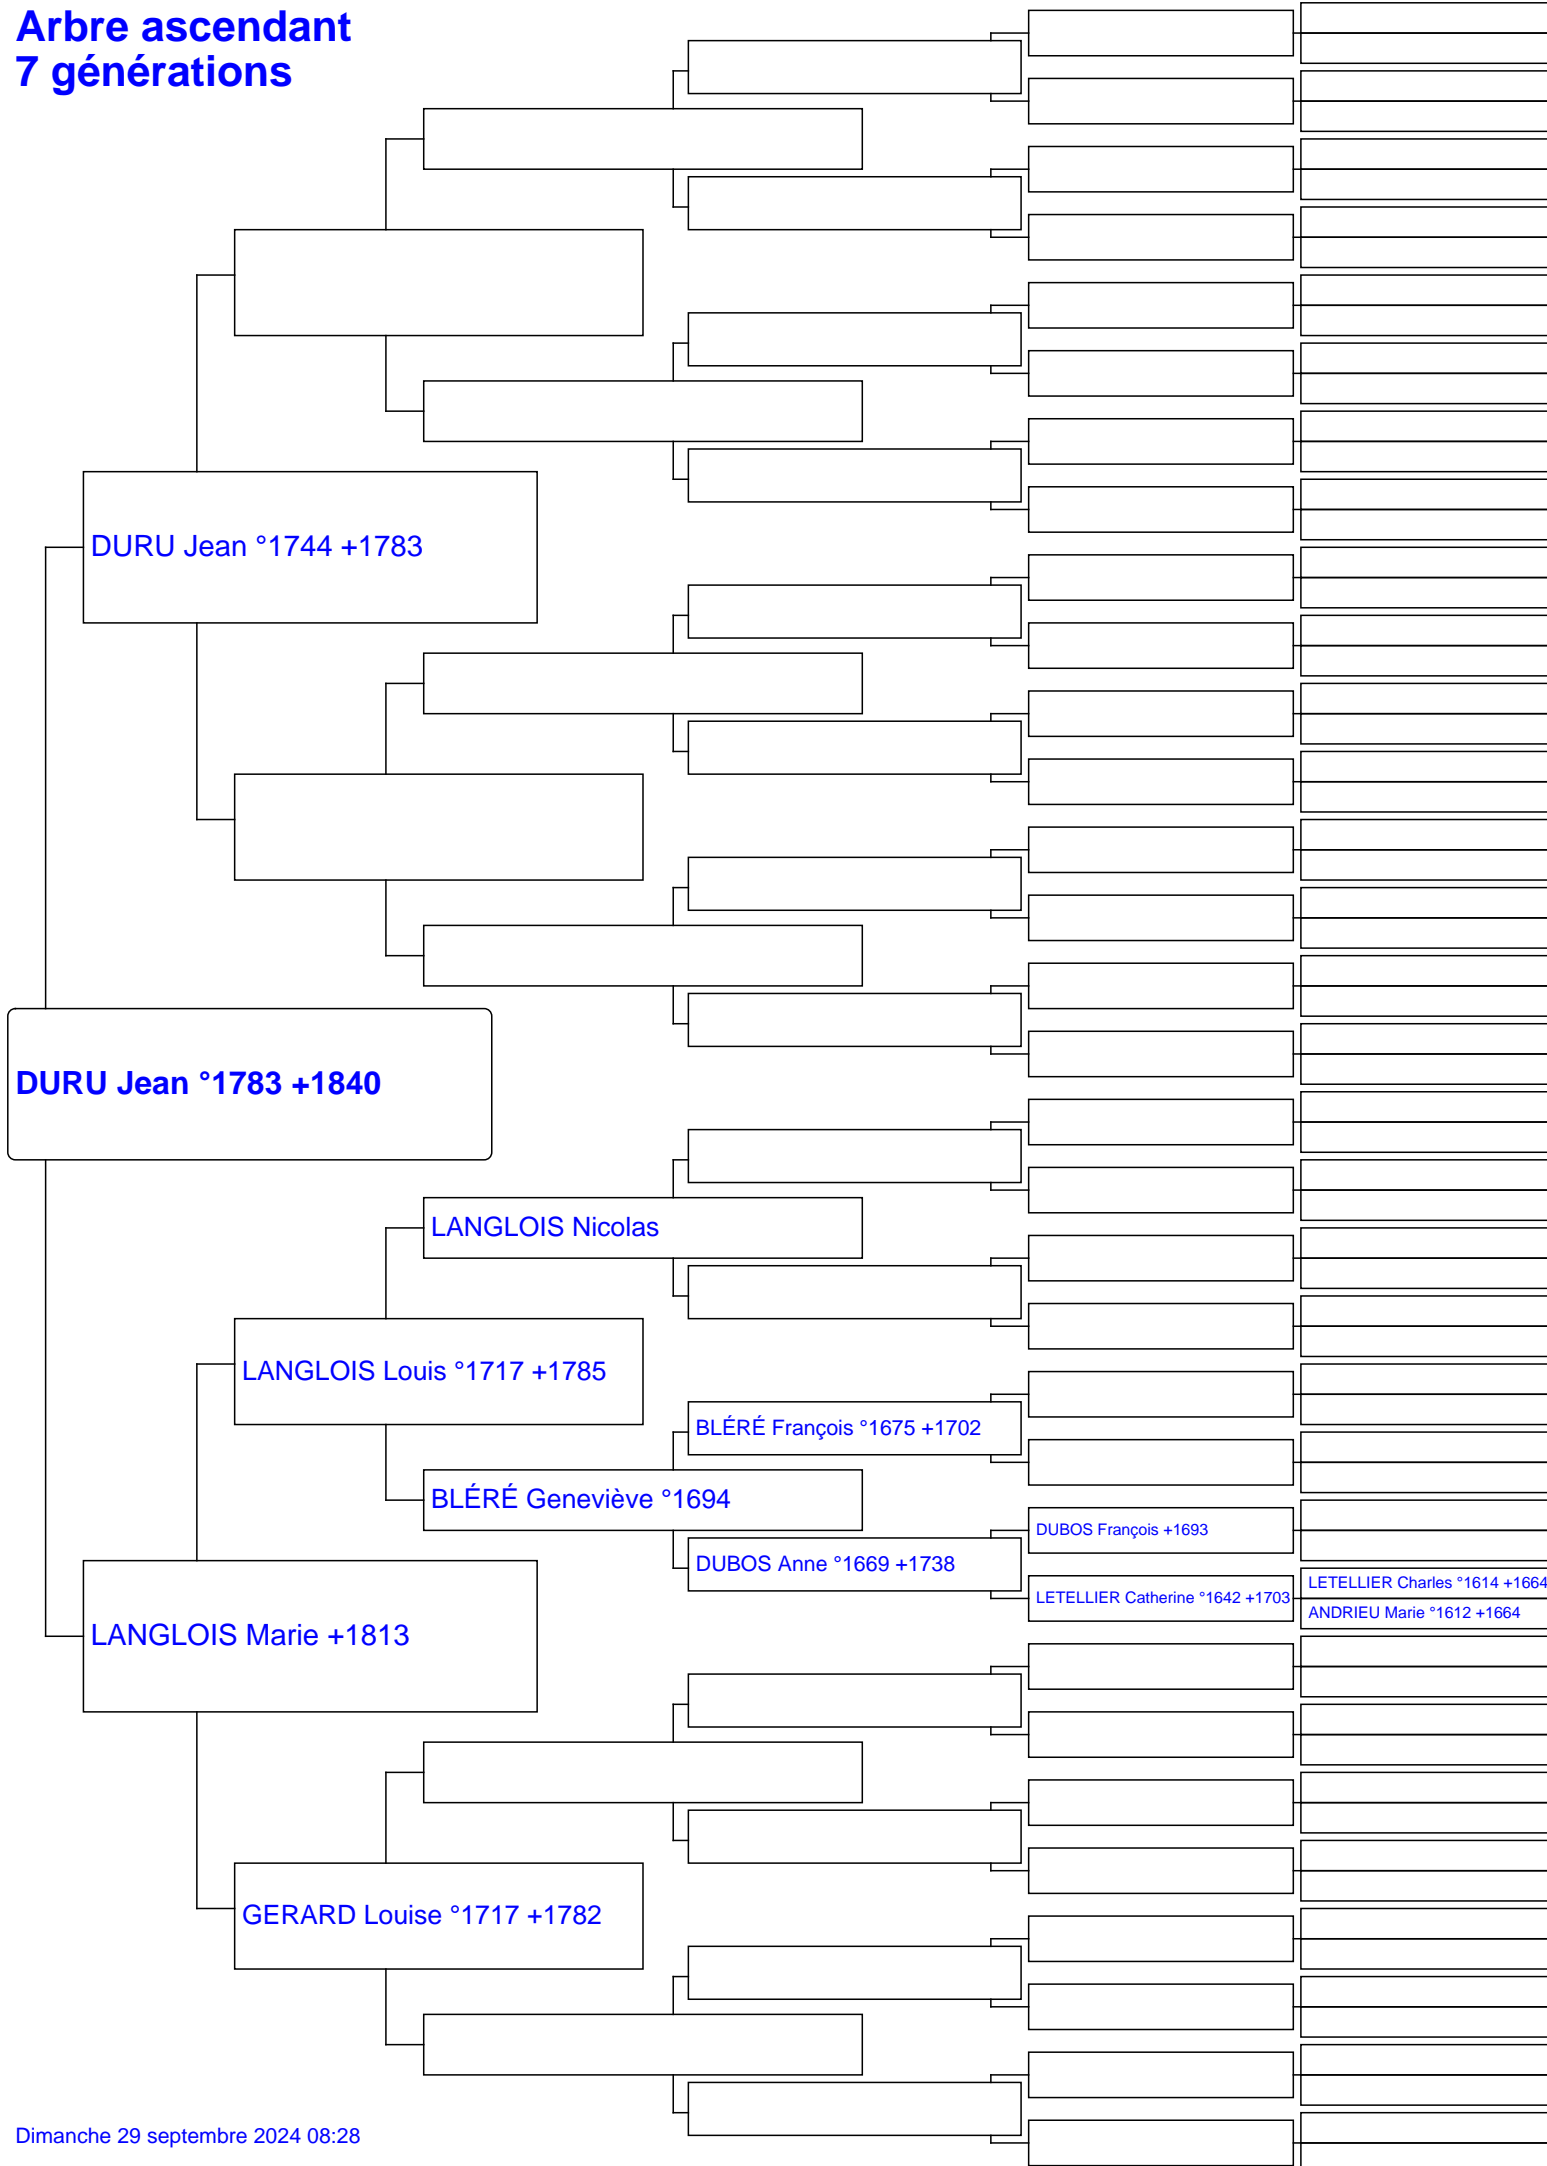 Arbre ascendant
7 générations
DURU Jean °1744 +1783
DURU Jean °1783 +1840
LANGLOIS Nicolas
LANGLOIS Louis °1717 +1785
BLÉRÉ François °1675 +1702
BLÉRÉ Geneviève °1694
DUBOS François +1693
DUBOS Anne °1669 +1738
LETELLIER Charles °1614 +1664
LETELLIER Catherine °1642 +1703
ANDRIEU Marie °1612 +1664
LANGLOIS Marie +1813
GERARD Louise °1717 +1782
Dimanche 29 septembre 2024 08:28